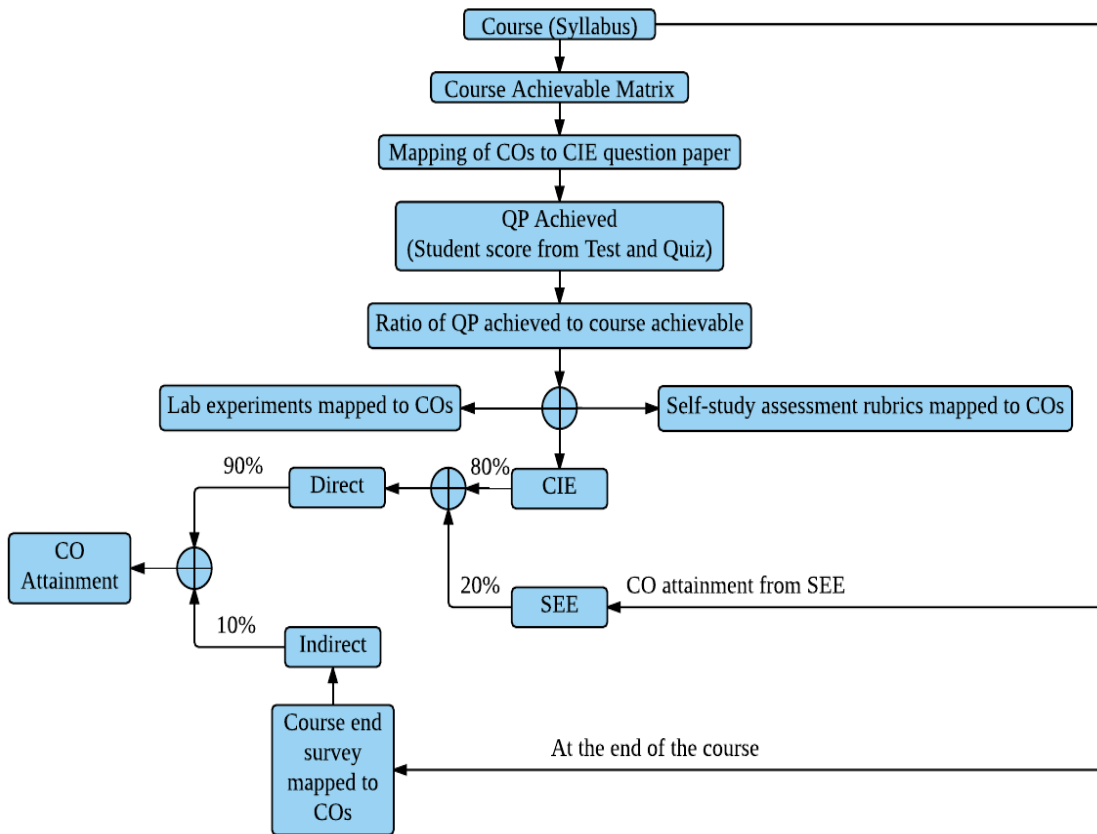 Course (Syllabus)
Course Achievable Matrix
Mapping of COs to CIE question paper
QP Achieved
(Student score from Test and Quiz)
Ratio of QP achieved to course achievable
Lab experiments mapped to COs
Self-study assessment rubrics mapped to COs
90%
Direct
80%
CIE
CO
Attainment
20%
SEE
CO attainment from SEE
10%
Indirect
Course end
survey
mapped to
COs
At the end of the course